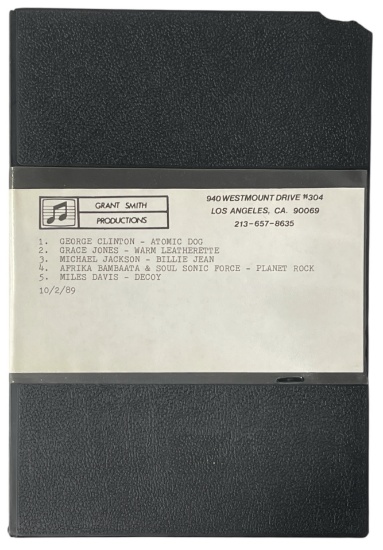 GRANT SMITH
PRODUCTIONS
940 WESTMOUNT DRIVE #304
LOS ANGELES, CA. 90069
213-657-8635
1. GEORGE CLINTON - ATOMIC DOG
2. GRACE JONES - WARM LEATHERETTE
3. MICHAEL JACKSON - BILLIE JEAN
4. AFRIKA BAMBAATA & SOUL SONIC FORCE - PLANET ROCK
5. MILES DAVIS - DECOY
10/2/89